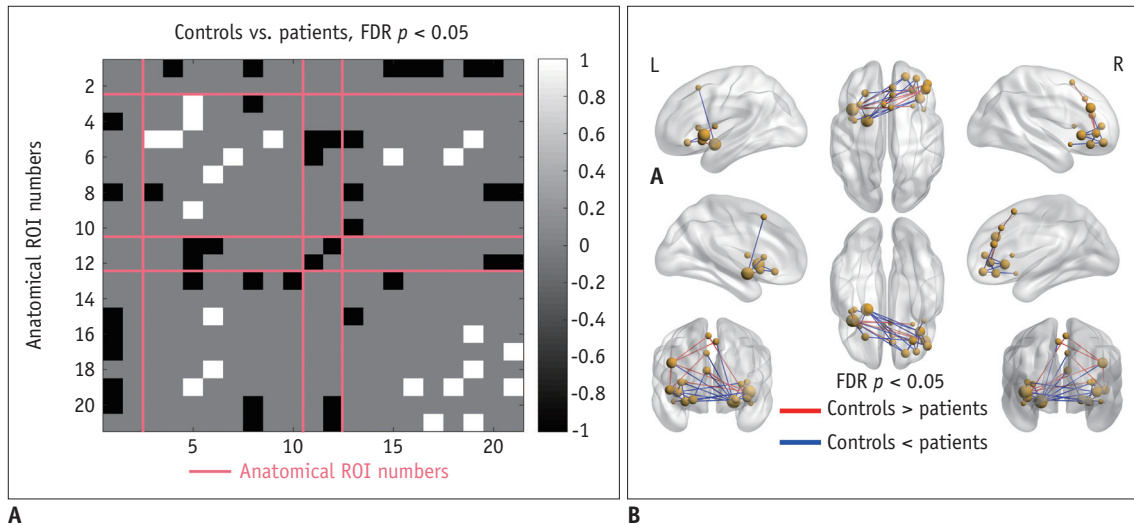 Controls vs. patients, FDR p < 0.05
Anatomical ROI numbers
2
4
6
8
10
12
14
16
18
20
5
10
15
20
Anatomical ROI numbers
1
0.8
0.6
0.4
0.2
0
-0.2
-0.4
-0.6
-0.8
-1
A
L
R
A
FDR p < 0.05
Controls > patients
Controls < patients
B